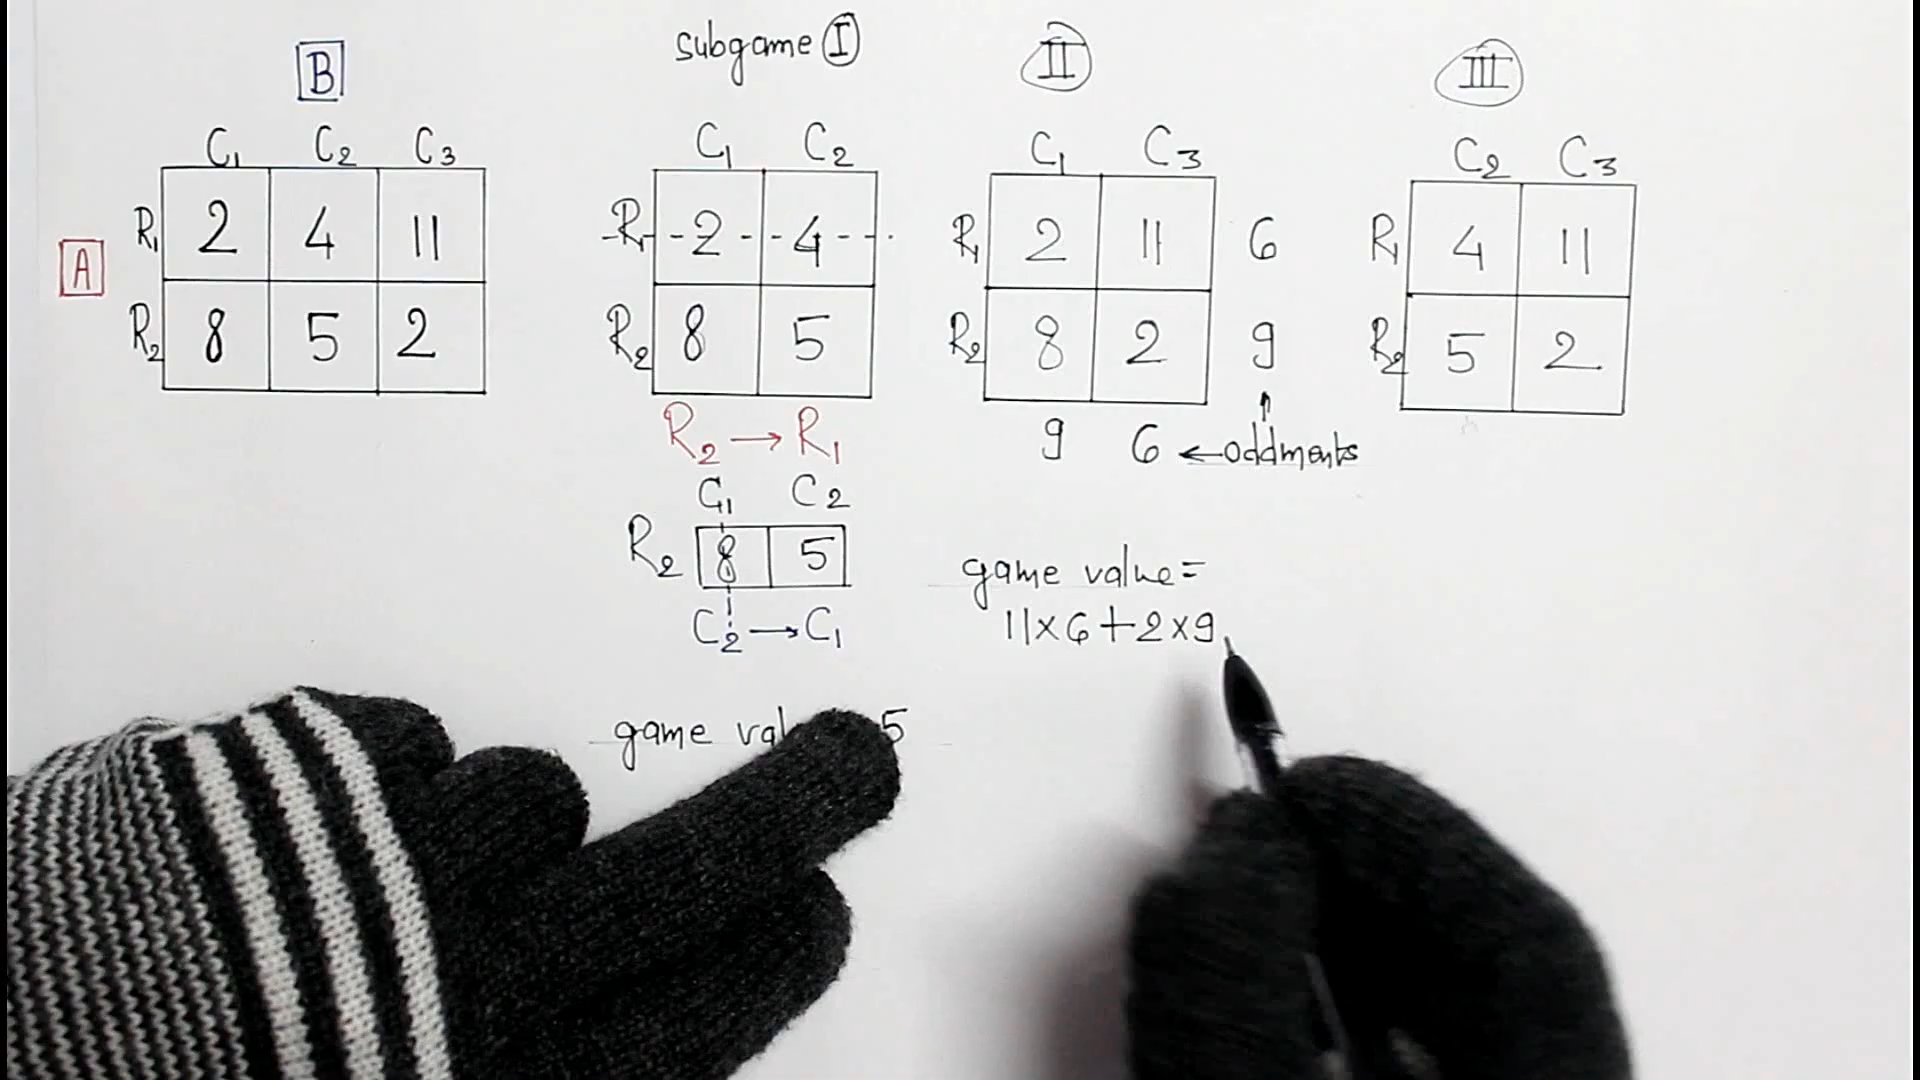 subgame I
II
III
B
C1 C2 C3
C1 C2
C1 C3
C2 C3
A
R1 2 4 11
R2 8 5 2
R1 2 4
R2 8 5
R1 2 11 6
R2 8 2 9
R1 4 11
R2 5 2
R2 → R1
9 6 ← oddments
C1 C2
R2 8 5
C2 → C1
game value=
11×6+2×9
game 5